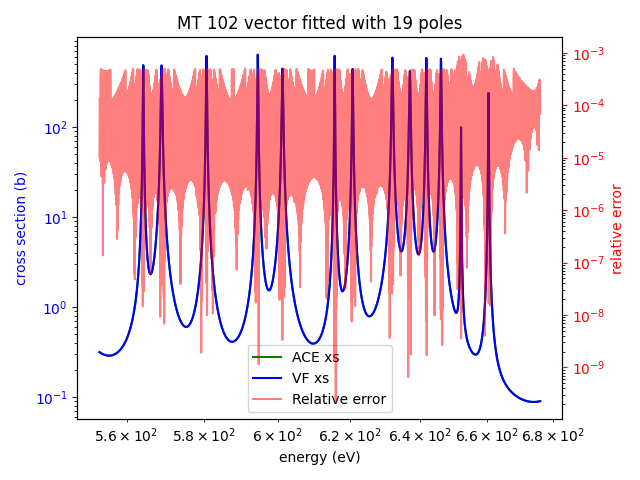 MT 102 vector fitted with 19 poles
cross section (b)
10² 10¹ 10⁰ 10⁻¹
10⁻³ 10⁻⁴ 10⁻⁵ 10⁻⁶ 10⁻⁷ 10⁻⁸ 10⁻⁹
relative error
ACE xs
VF xs
Relative error
5.6 × 10² 5.8 × 10² 6 × 10² 6.2 × 10² 6.4 × 10² 6.6 × 10² 6.8 × 10²
energy (eV)